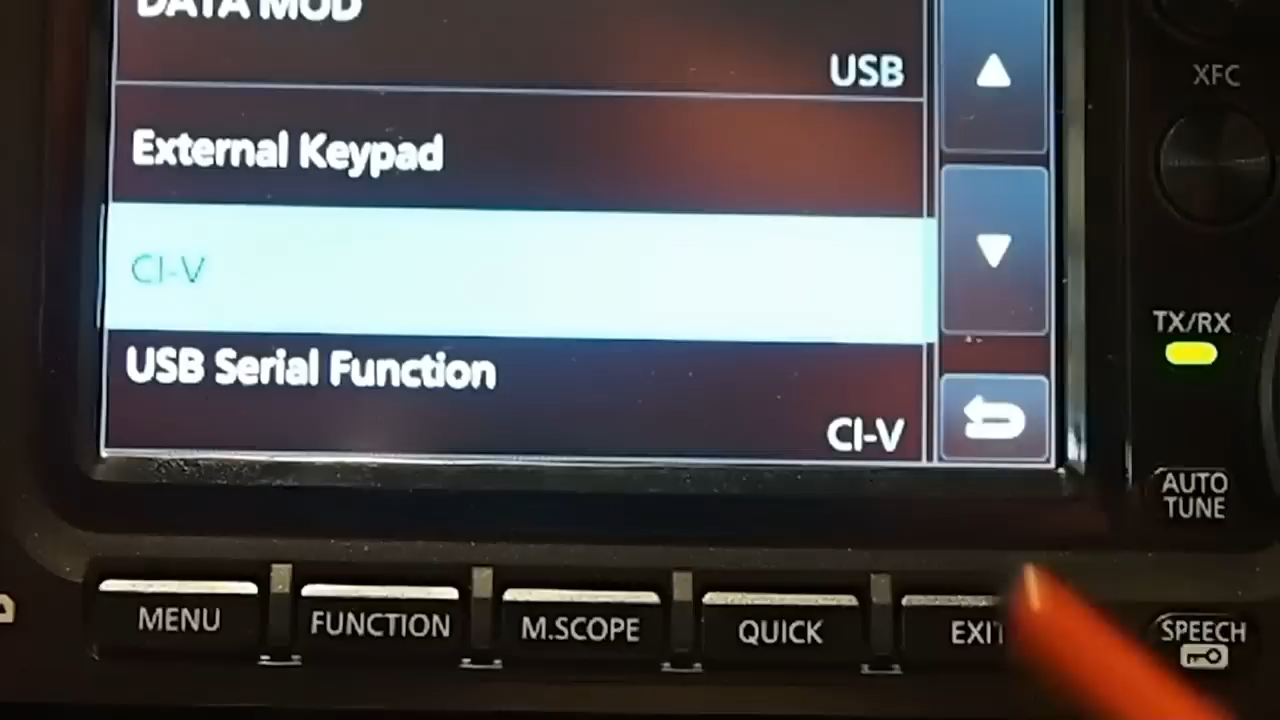 DATA MOD
USB
XFC
External Keypad
CI-V
TX/RX
USB Serial Function
CI-V
AUTO
TUNE
MENU
FUNCTION
M.SCOPE
QUICK
EXIT
SPEECH